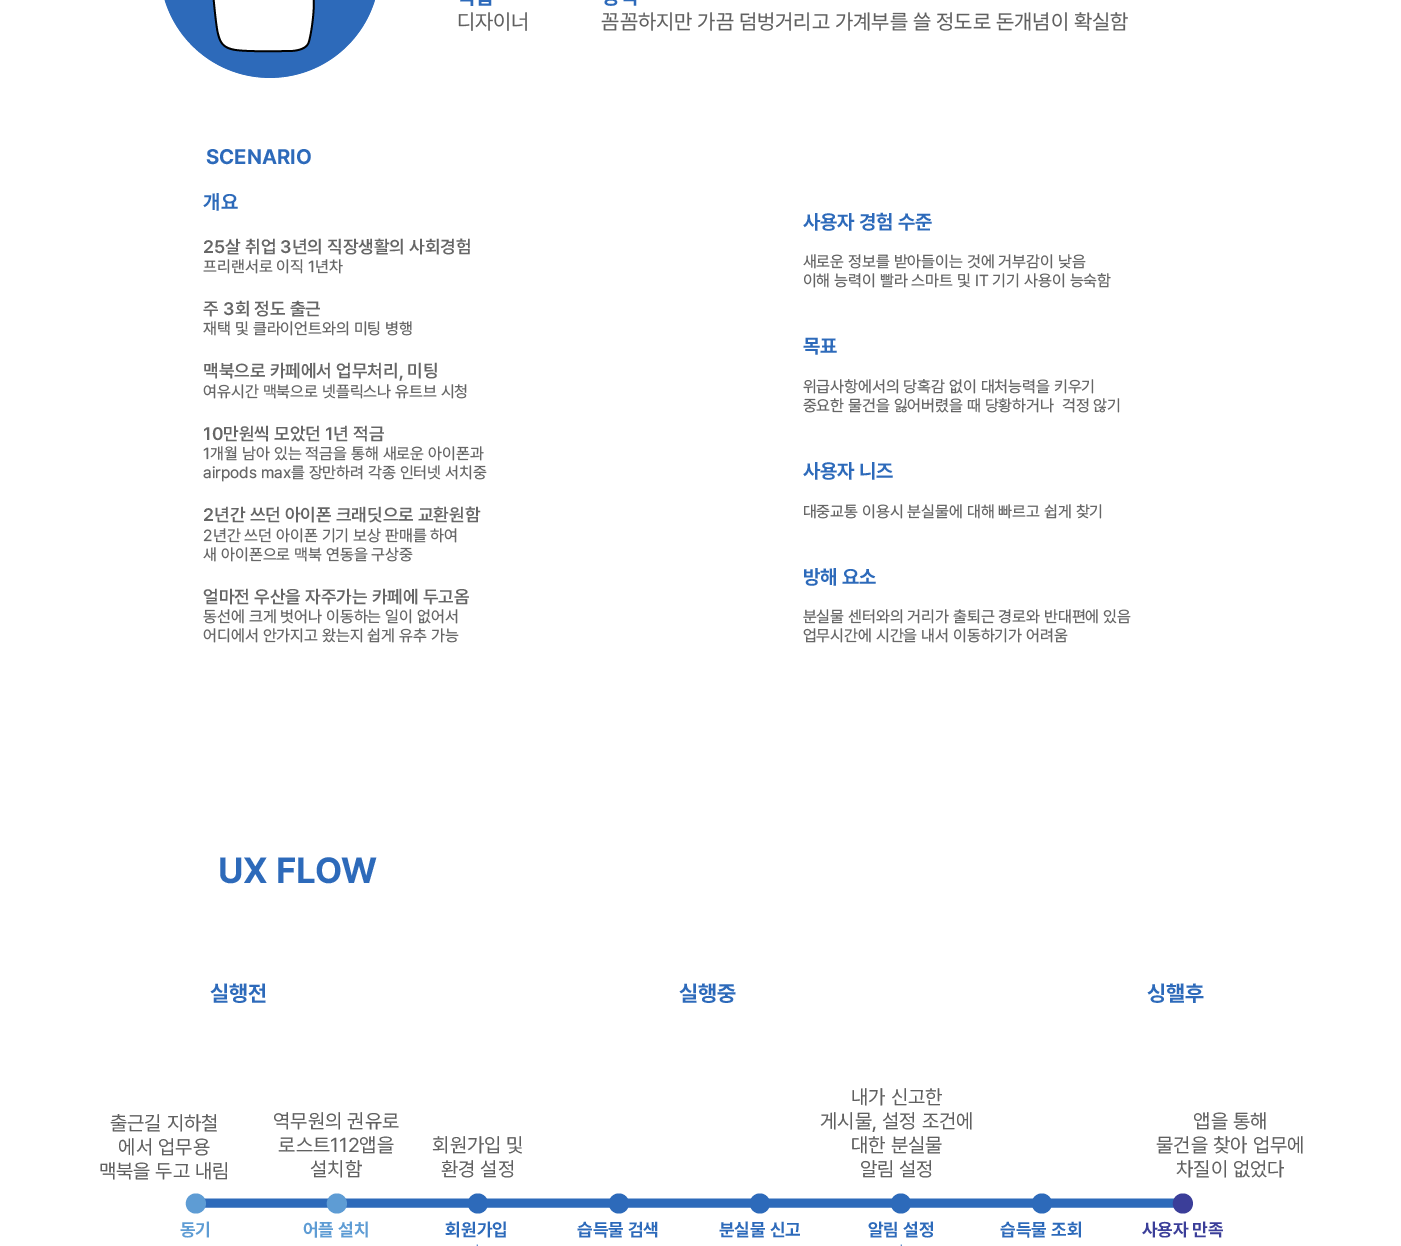 디자이너
꼼꼼하지만 가끔 덤벙거리고 가계부를 쓸 정도로 돈개념이 확실함
SCENARIO
개요
25살 취업 3년의 직장생활의 사회경험
프리랜서로 이직 1년차
주 3회 정도 출근
재택 및 클라이언트와의 미팅 병행
맥북으로 카페에서 업무처리, 미팅
여유시간 맥북으로 넷플릭스나 유트브 시청
10만원씩 모았던 1년 적금
1개월 남아 있는 적금을 통해 새로운 아이폰과
airpods max를 장만하려 각종 인터넷 서치중
2년간 쓰던 아이폰 크래딧으로 교환원함
2년간 쓰던 아이폰 기기 보상 판매를 하여
새 아이폰으로 맥북 연동을 구상중
얼마전 우산을 자주가는 카페에 두고옴
동선에 크게 벗어나 이동하는 일이 없어서
어디에서 안가지고 왔는지 쉽게 유추 가능
사용자 경험 수준
새로운 정보를 받아들이는 것에 거부감이 낮음
이해 능력이 빨라 스마트 및 IT 기기 사용이 능숙함
목표
위급사항에서의 당혹감 없이 대처능력을 키우기
중요한 물건을 잃어버렸을 때 당황하거나  걱정 않기
사용자 니즈
대중교통 이용시 분실물에 대해 빠르고 쉽게 찾기
방해 요소
분실물 센터와의 거리가 출퇴근 경로와 반대편에 있음
업무시간에 시간을 내서 이동하기가 어려움
UX FLOW
실행전
실행중
싱핼후
출근길 지하철
에서 업무용
맥북을 두고 내림
역무원의 권유로
로스트112앱을
설치함
회원가입 및
환경 설정
내가 신고한
게시물, 설정 조건에
대한 분실물
알림 설정
앱을 통해
물건을 찾아 업무에
차질이 없었다
동기
어플 설치
회원가입
습득물 검색
분실물 신고
알림 설정
습득물 조회
사용자 만족